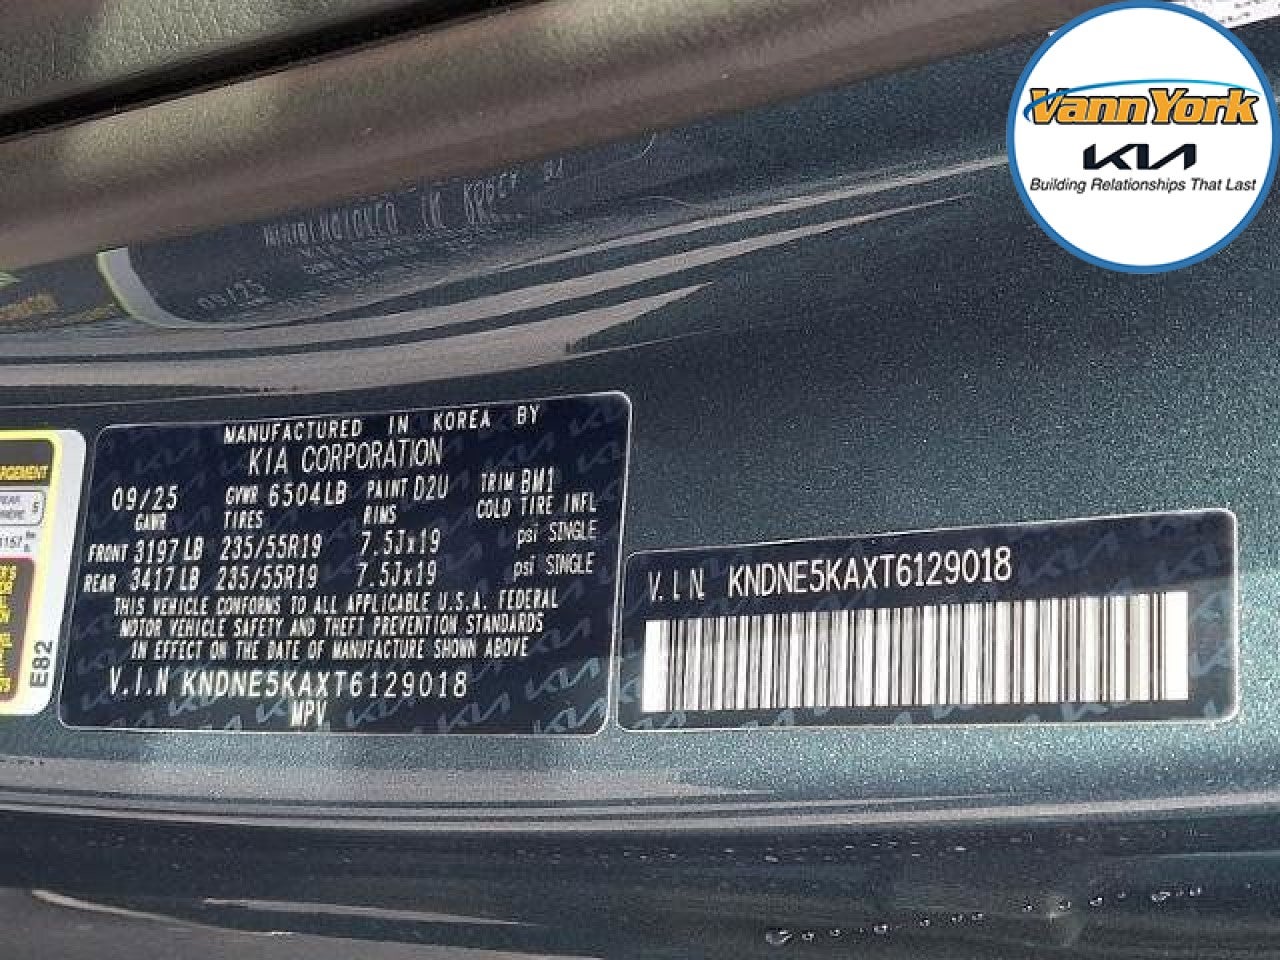 VannYork
KIA
Building Relationships That Last
MANUFACTURED IN KOREA BY
KIA CORPORATION
09/25 GVWR 6504LB PAINT D2U TRIM BM1
GAWR TIRES RIMS COLD TIRE INFL
FRONT 3197LB 235/55R19 7.5Jx19 psi SINGLE
REAR 3417LB 235/55R19 7.5Jx19 psi SINGLE
THIS VEHICLE CONFORMS TO ALL APPLICABLE U.S.A. FEDERAL
MOTOR VEHICLE SAFETY AND THEFT PREVENTION STANDARDS
IN EFFECT ON THE DATE OF MANUFACTURE SHOWN ABOVE
V.I.N KNDNE5KAXT6129018
MPV
V.I.N. KNDNE5KAXT6129018
E82